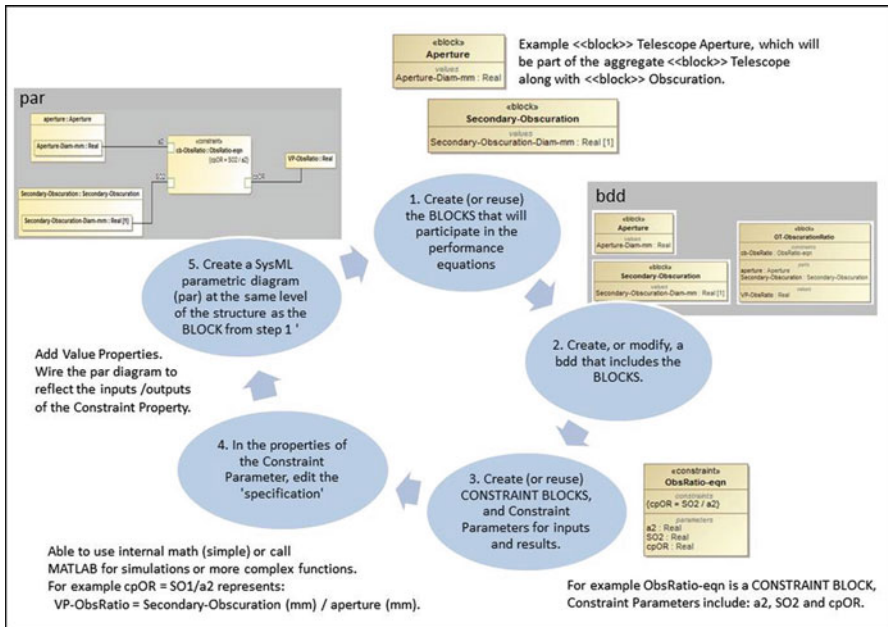 «block»
Aperture
values
Aperture-Diam-mm : Real
Example <<block>> Telescope Aperture, which will
be part of the aggregate <<block>> Telescope
along with <<block>> Obscuration.
«block»
Secondary-Obscuration
values
Secondary-Obscuration-Diam-mm : Real [1]
par
aperture : Aperture
Aperture-Diam-mm : Real
a2
«constraint»
cb-ObsRatio : ObsRatio-eqn
{cpOR = SO2 / a2}
VP-ObsRatio : Real
SO2
cpOR
Secondary-Obscuration : Secondary-Obscuration
Secondary-Obscuration-Diam-mm : Real [1]
1. Create (or reuse)
the BLOCKS that will
participate in the
performance
equations
bdd
«block»
Aperture
values
Aperture-Diam-mm : Real
«block»
Secondary-Obscuration
values
Secondary-Obscuration-Diam-mm : Real [1]
«block»
OT-ObscurationRatio
constraints
cb-ObsRatio : ObsRatio-eqn
parts
aperture : Aperture
Secondary-Obscuration : Secondary-Obscuration
values
VP-ObsRatio : Real
2. Create, or modify, a
bdd that includes the
BLOCKS.
3. Create (or reuse)
CONSTRAINT BLOCKS,
and Constraint
Parameters for inputs
and results.
«constraint»
ObsRatio-eqn
constraints
{cpOR = SO2 / a2}
parameters
a2 : Real
SO2 : Real
cpOR : Real
For example ObsRatio-eqn is a CONSTRAINT BLOCK,
Constraint Parameters include: a2, SO2 and cpOR.
4. In the properties of
the Constraint
Parameter, edit the
'specification'
Able to use internal math (simple) or call
MATLAB for simulations or more complex functions.
For example cpOR = SO1/a2 represents:
VP-ObsRatio = Secondary-Obscuration (mm) / aperture (mm).
5. Create a SysML
parametric diagram
(par) at the same level
of the structure as the
BLOCK from step 1 '
Add Value Properties.
Wire the par diagram to
reflect the inputs /outputs
of the Constraint Property.